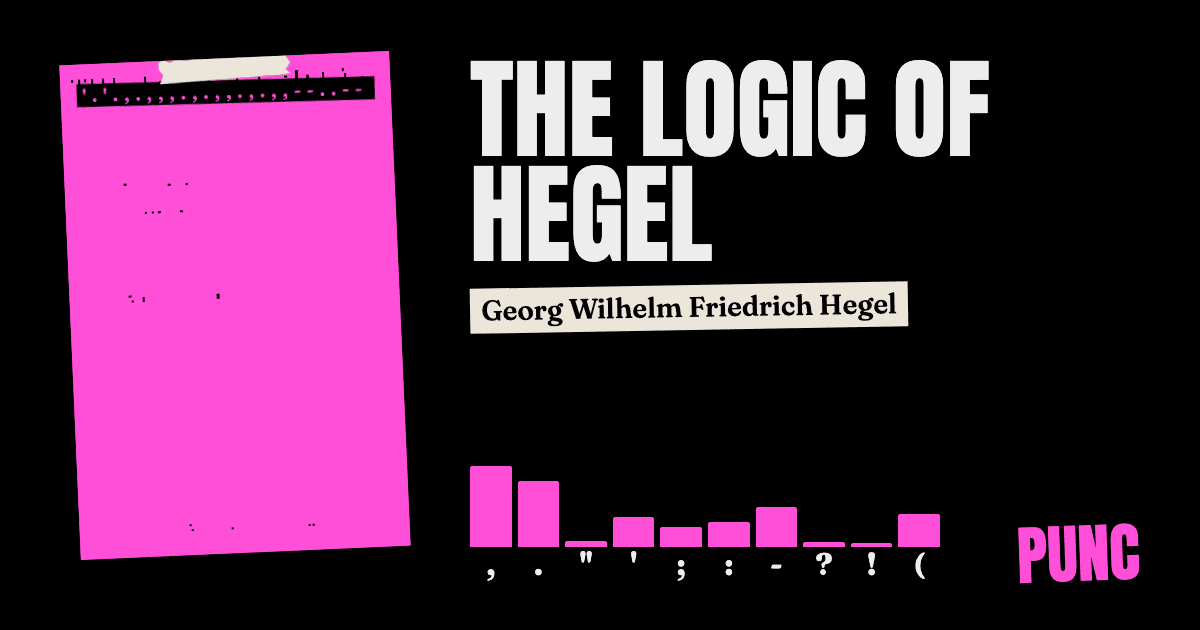 '.'.,.,,,.,.,,.,.,,--..--
THE LOGIC OF
HEGEL
Georg Wilhelm Friedrich Hegel
, . " ' ; : - ? ! (
PUNC